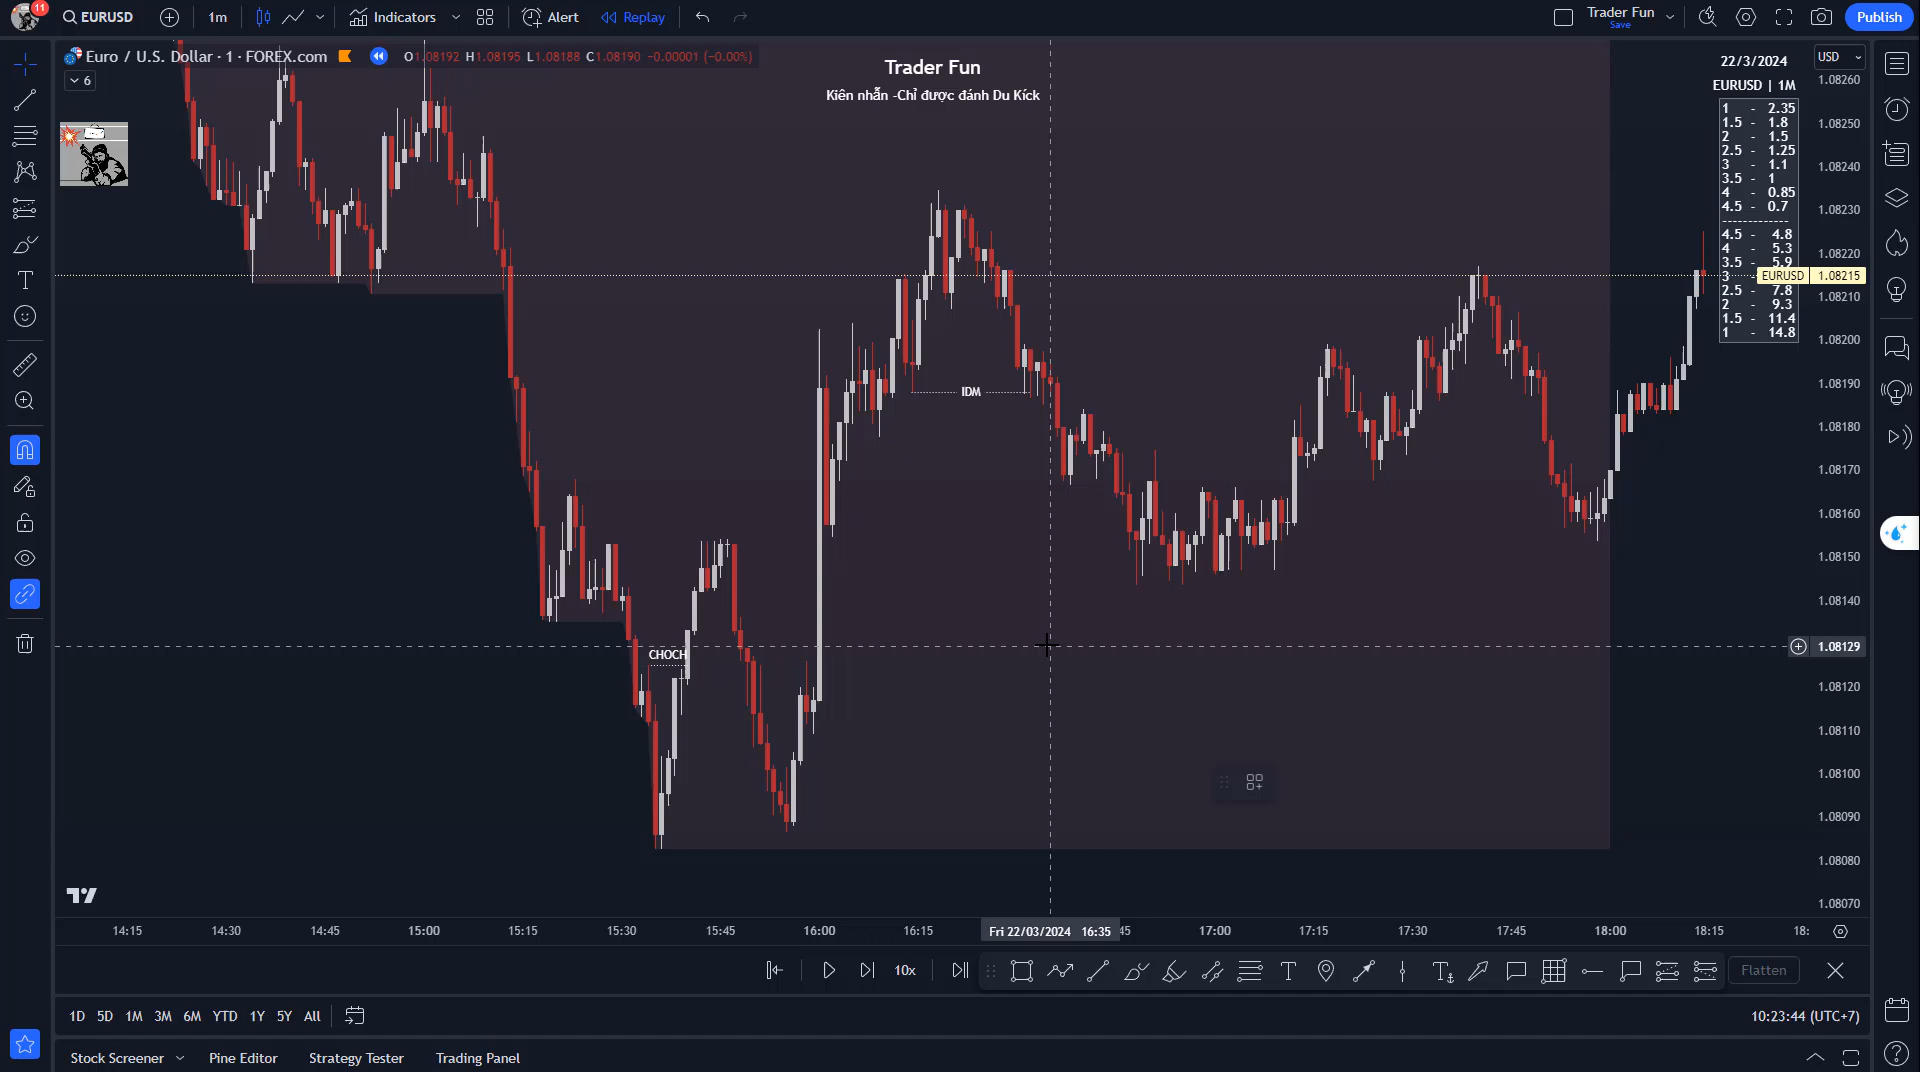 11
EURUSD
1m
Indicators
Alert
Replay
Trader Fun
Save
Publish
Euro / U.S. Dollar · 1 · FOREX.com
O1.08192 H1.08195 L1.08188 C1.08190 -0.00001 (-0.00%)
6
Trader Fun
Kiên nhẫn -Chỉ được đánh Du Kích
22/3/2024
EURUSD | 1M
1 - 2.35
1.5 - 1.8
2 - 1.5
2.5 - 1.25
3 - 1.1
3.5 - 1
4 - 0.85
4.5 - 0.7
-------------
4.5 - 4.8
4 - 5.3
3.5 - 5.9
3 -
2.5 - 7.8
2 - 9.3
1.5 - 11.4
1 - 14.8
USD
1.08260
1.08250
1.08240
1.08230
1.08220
EURUSD 1.08215
1.08210
1.08200
1.08190
1.08180
1.08170
1.08160
1.08150
1.08140
1.08129
1.08120
1.08110
1.08100
1.08090
1.08080
1.08070
IDM
CHOCH
14:15 14:30 14:45 15:00 15:15 15:30 15:45 16:00 16:15 Fri 22/03/2024 16:35 45 17:00 17:15 17:30 17:45 18:00 18:15 18:
10x
Flatten
1D 5D 1M 3M 6M YTD 1Y 5Y All
10:23:44 (UTC+7)
Stock Screener
Pine Editor
Strategy Tester
Trading Panel